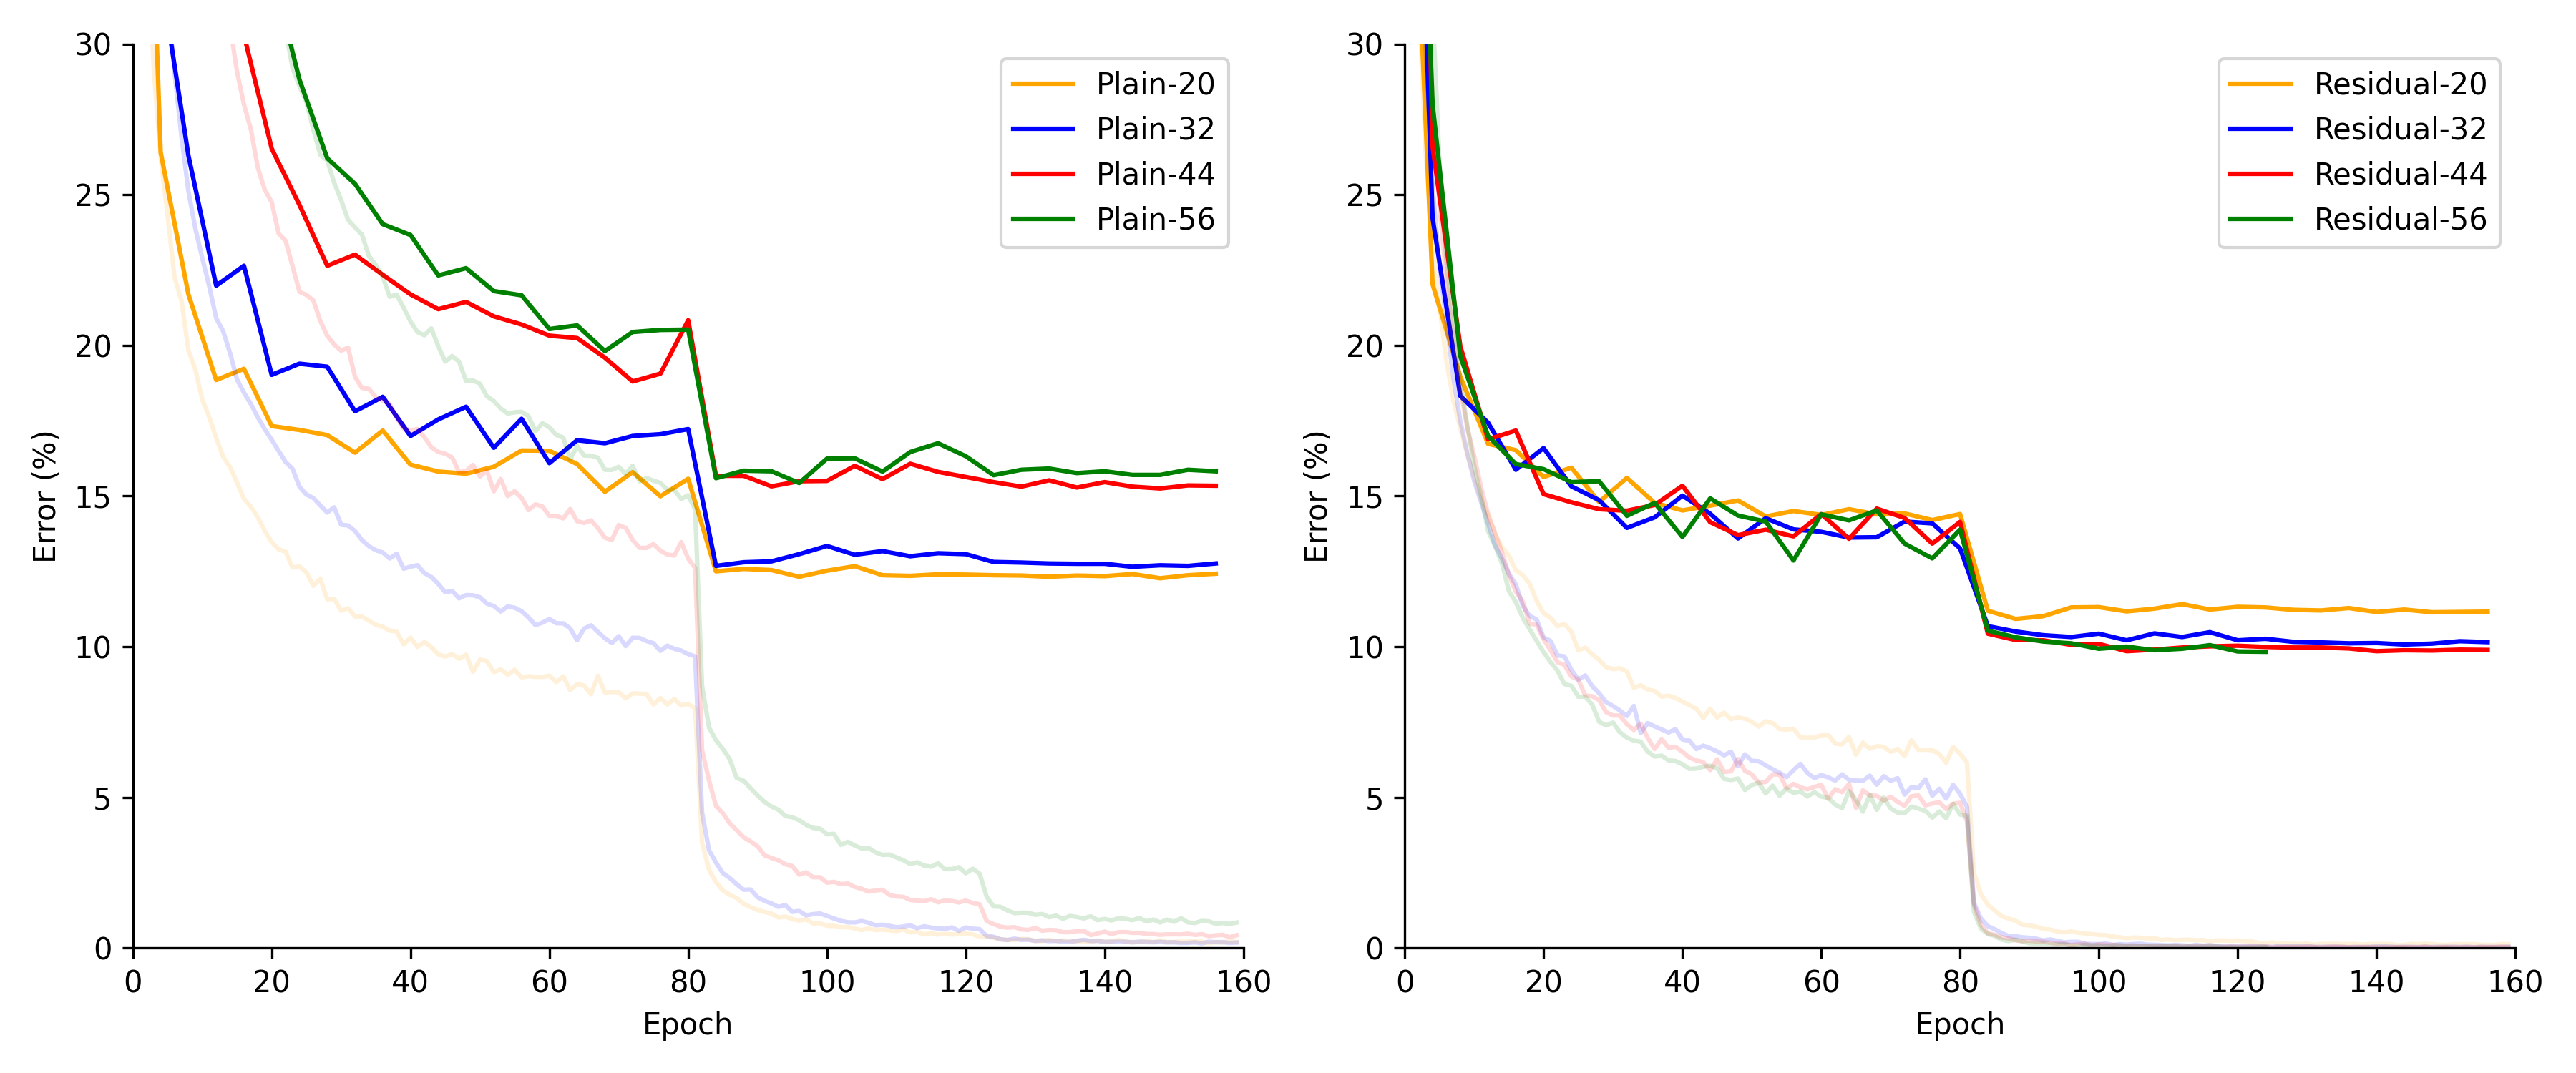 30
25
20
15
10
5
0
Error (%)
0 20 40 60 80 100 120 140 160
Epoch
Plain-20
Plain-32
Plain-44
Plain-56
30
25
20
15
10
5
0
Error (%)
0 20 40 60 80 100 120 140 160
Epoch
Residual-20
Residual-32
Residual-44
Residual-56